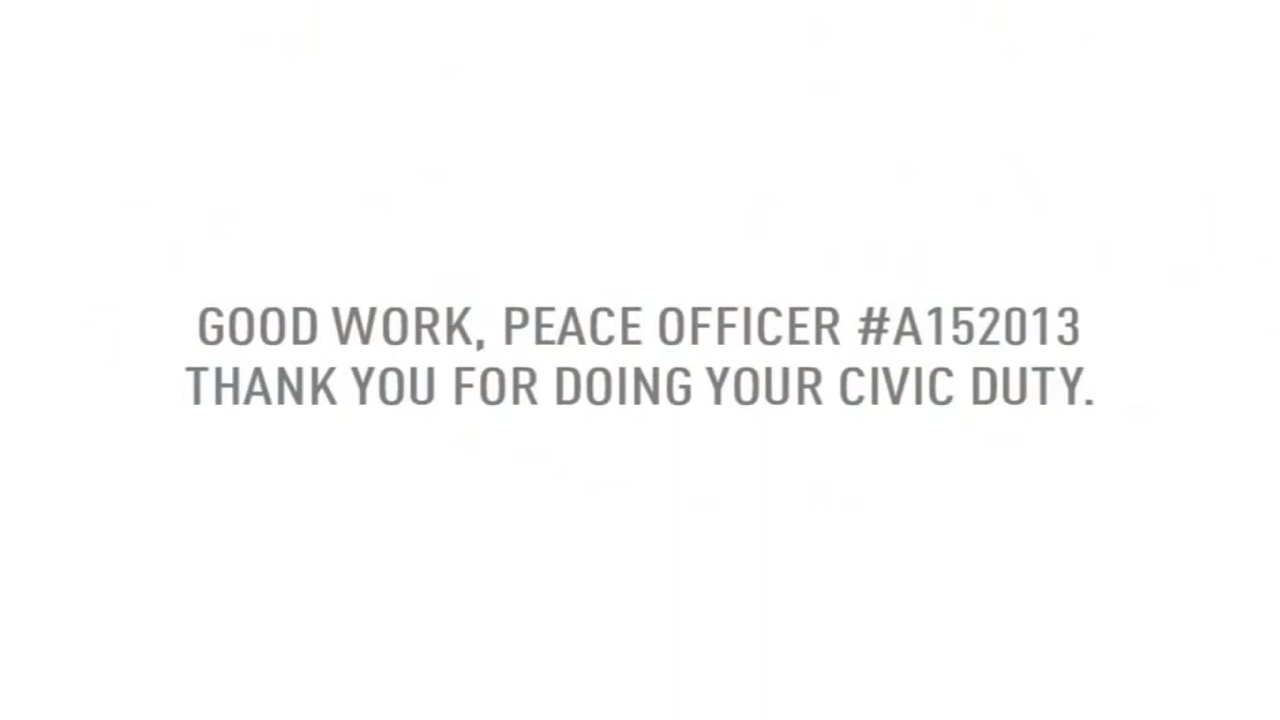 GOOD WORK, PEACE OFFICER #A152013
THANK YOU FOR DOING YOUR CIVIC DUTY.